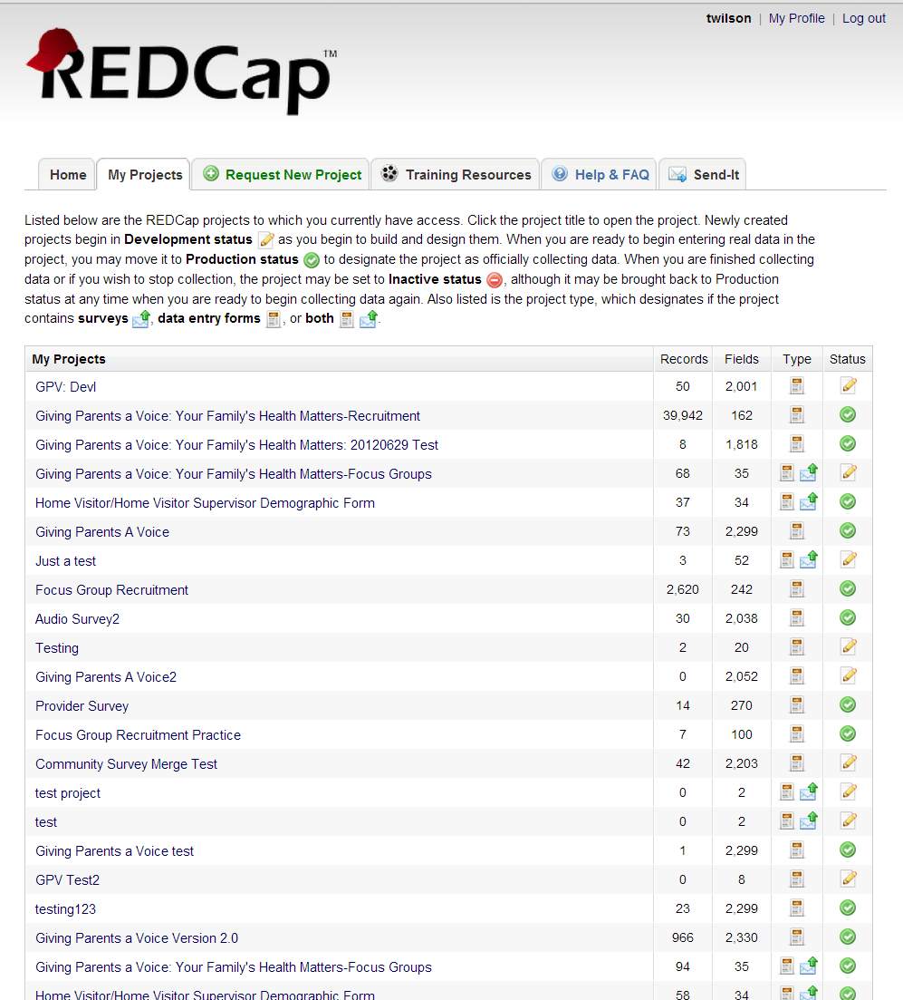 twilson | My Profile | Log out
REDCap™
Home My Projects Request New Project Training Resources Help & FAQ Send-It
Listed below are the REDCap projects to which you currently have access. Click the project title to open the project. Newly created
projects begin in Development status as you begin to build and design them. When you are ready to begin entering real data in the
project, you may move it to Production status to designate the project as officially collecting data. When you are finished collecting
data or if you wish to stop collection, the project may be set to Inactive status , although it may be brought back to Production
status at any time when you are ready to begin collecting data again. Also listed is the project type, which designates if the project
contains surveys , data entry forms , or both .
My Projects Records Fields Type Status
GPV: Devl 50 2,001
Giving Parents a Voice: Your Family's Health Matters-Recruitment 39,942 162
Giving Parents a Voice: Your Family's Health Matters: 20120629 Test 8 1,818
Giving Parents a Voice: Your Family's Health Matters-Focus Groups 68 35
Home Visitor/Home Visitor Supervisor Demographic Form 37 34
Giving Parents A Voice 73 2,299
Just a test 3 52
Focus Group Recruitment 2,620 242
Audio Survey2 30 2,038
Testing 2 20
Giving Parents A Voice2 0 2,052
Provider Survey 14 270
Focus Group Recruitment Practice 7 100
Community Survey Merge Test 42 2,203
test project 0 2
test 0 2
Giving Parents a Voice test 1 2,299
GPV Test2 0 8
testing123 23 2,299
Giving Parents a Voice Version 2.0 966 2,330
Giving Parents a Voice: Your Family's Health Matters-Focus Groups 94 35
Home Visitor/Home Visitor Supervisor Demographic Form 58 34